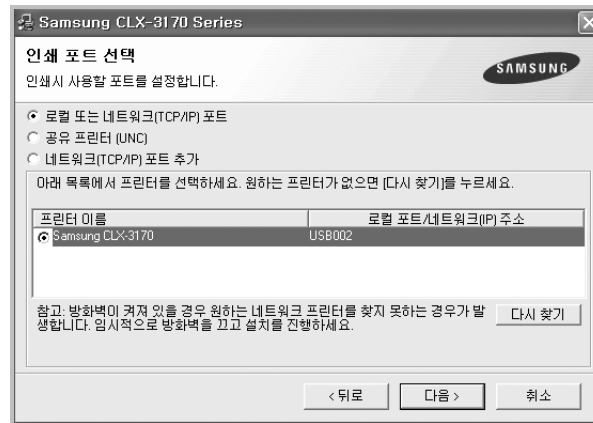 Samsung CLX-3170 Series
인쇄 포트 선택
인쇄시 사용할 포트를 설정합니다.
SAMSUNG
로컬 또는 네트워크(TCP/IP) 포트
공유 프린터 (UNC)
네트워크(TCP/IP) 포트 추가
아래 목록에서 프린터를 선택하세요. 원하는 프린터가 없으면 [다시 찾기]를 누르세요.
프린터 이름 로컬 포트/네트워크(IP) 주소
Samsung CLX-3170 USB002
참고: 방화벽이 켜져 있을 경우 원하는 네트워크 프린터를 찾지 못하는 경우가 발
생합니다. 임시적으로 방화벽을 끄고 설치를 진행하세요.
다시 찾기
< 뒤로 다음 > 취소